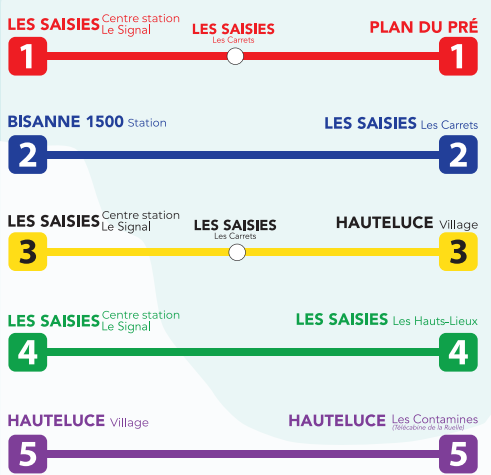 LES SAISIES Centre station
Le Signal
LES SAISIES
Les Carrets
PLAN DU PRÉ
1 1
BISANNE 1500 Station
LES SAISIES Les Carrets
2 2
LES SAISIES Centre station
Le Signal
LES SAISIES
Les Carrets
HAUTELUCE Village
3 3
LES SAISIES Centre station
Le Signal
LES SAISIES Les Hauts-Lieux
4 4
HAUTELUCE Village
HAUTELUCE Les Contamines
(Télécabine de la Ruelle)
5 5